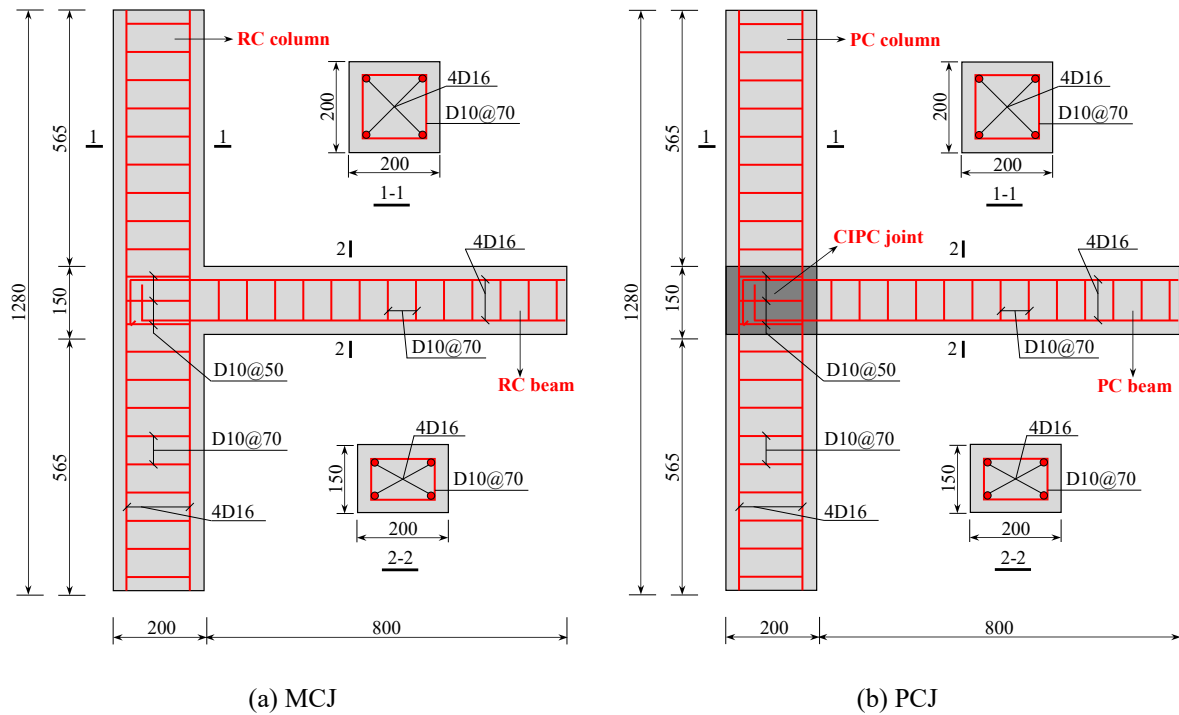 RC column
4D16
D10@70
200
200
1-1
1
1
565
1280
150
565
2
4D16
D10@70
2
RC beam
D10@50
D10@70
4D16
4D16
D10@70
150
200
2-2
200
800
(a) MCJ
PC column
4D16
D10@70
200
200
1-1
1
1
565
1280
150
565
CIPC joint
2
4D16
D10@70
2
PC beam
D10@50
D10@70
4D16
4D16
D10@70
150
200
2-2
200
800
(b) PCJ